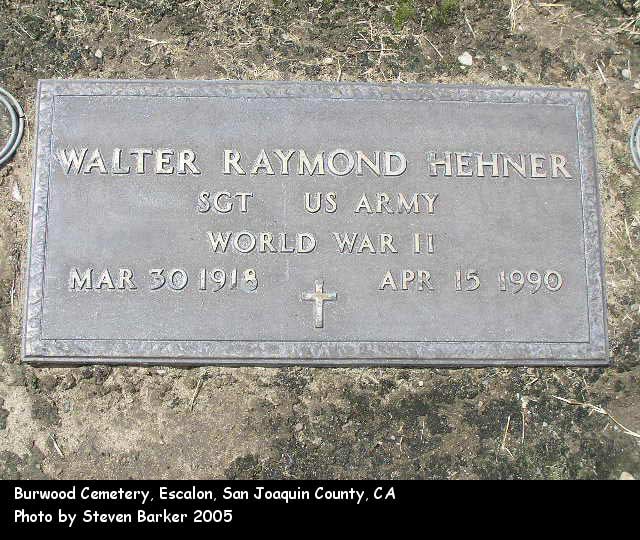 WALTER RAYMOND HEHNER
SGT US ARMY
WORLD WAR II
MAR 30 1918 APR 15 1990
Burwood Cemetery, Escalon, San Joaquin County, CA
Photo by Steven Barker 2005